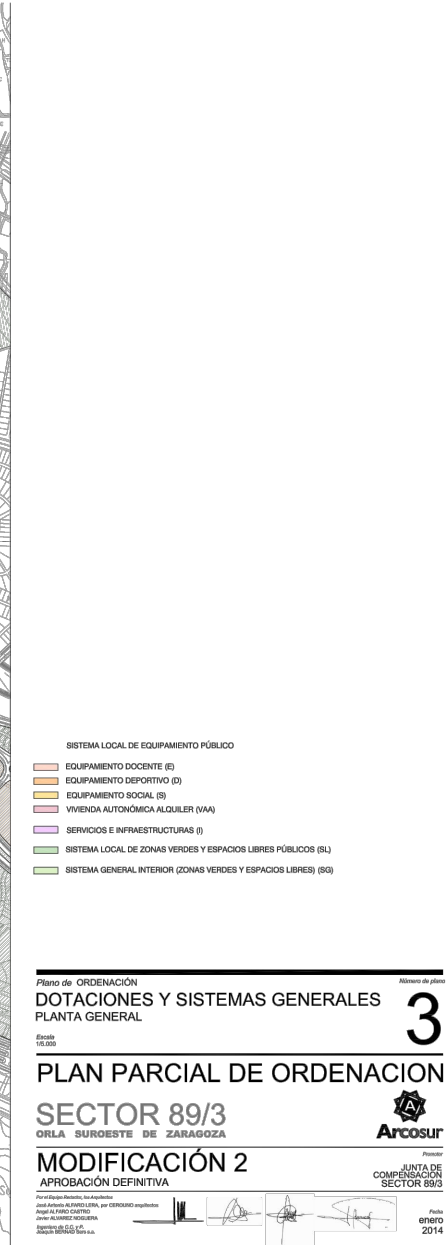 SISTEMA LOCAL DE EQUIPAMIENTO PÚBLICO
EQUIPAMIENTO DOCENTE (E)
EQUIPAMIENTO DEPORTIVO (D)
EQUIPAMIENTO SOCIAL (S)
VIVIENDA AUTONÓMICA ALQUILER (VAA)
SERVICIOS E INFRAESTRUCTURAS (I)
SISTEMA LOCAL DE ZONAS VERDES Y ESPACIOS LIBRES PÚBLICOS (SL)
SISTEMA GENERAL INTERIOR (ZONAS VERDES Y ESPACIOS LIBRES) (SG)
Plano de ORDENACIÓN
Número de plano
DOTACIONES Y SISTEMAS GENERALES
3
PLANTA GENERAL
Escala
1/5.000
PLAN PARCIAL DE ORDENACION
SECTOR 89/3
ORLA SUROESTE DE ZARAGOZA
Arcosur
MODIFICACIÓN 2
APROBACIÓN DEFINITIVA
Promotor
JUNTA DE
COMPENSACIÓN
SECTOR 89/3
Por el Equipo Redactor, los Arquitectos
José Antonio ALFARO LERA, por CEROUNO arquitectos
Angel ALFARO CASTRO
Javier ALVAREZ NOGUERA
Ingeniero de C.C. y P.
Joaquín BERNAD
Fecha
enero
2014